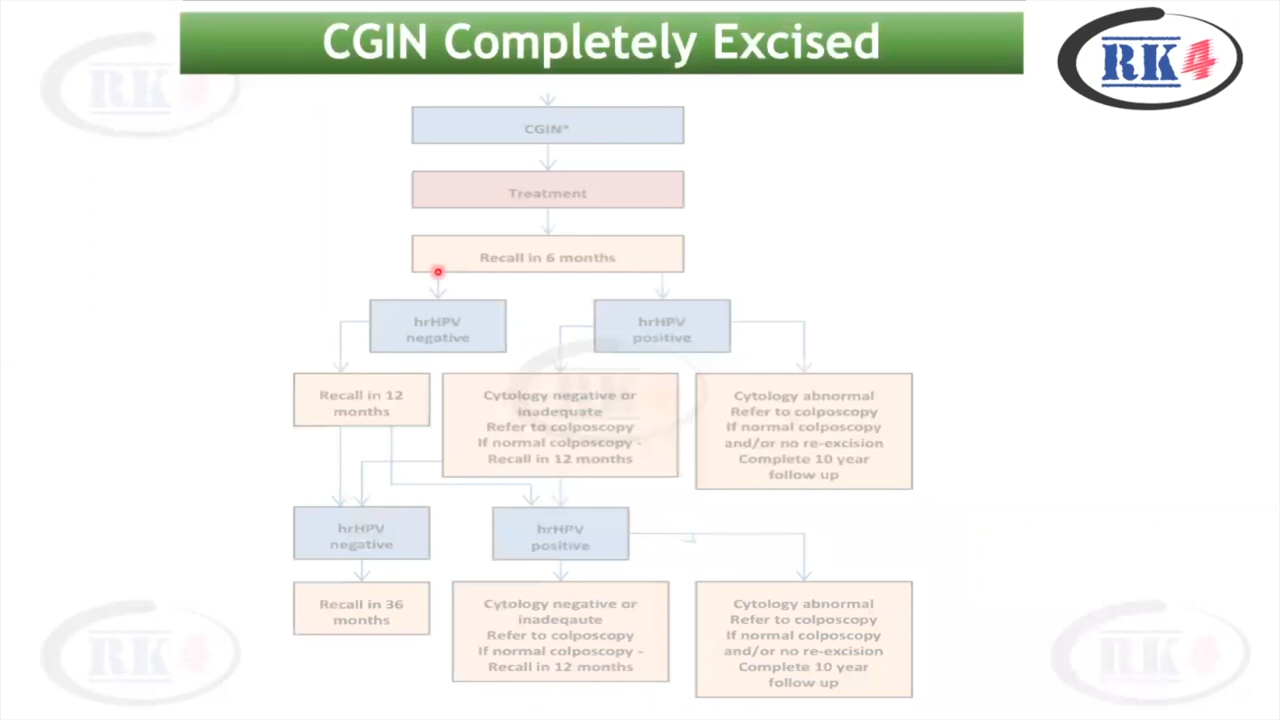 CGIN Completely Excised
RK4
RK4
CGIN*
Treatment
Recall in 6 months
hrHPV
negative
hrHPV
positive
Recall in 12
months
Cytology negative or
inadequate
Refer to colposcopy
If normal colposcopy -
Recall in 12 months
Cytology abnormal
Refer to colposcopy
If normal colposcopy
and/or no re-excision
Complete 10 year
follow up
RK4
hrHPV
negative
hrHPV
positive
Recall in 36
months
Cytology negative or
inadeqaute
Refer to colposcopy
If normal colposcopy -
Recall in 12 months
Cytology abnormal
Refer to colposcopy
If normal colposcopy
and/or no re-excision
Complete 10 year
follow up
RK4
RK4